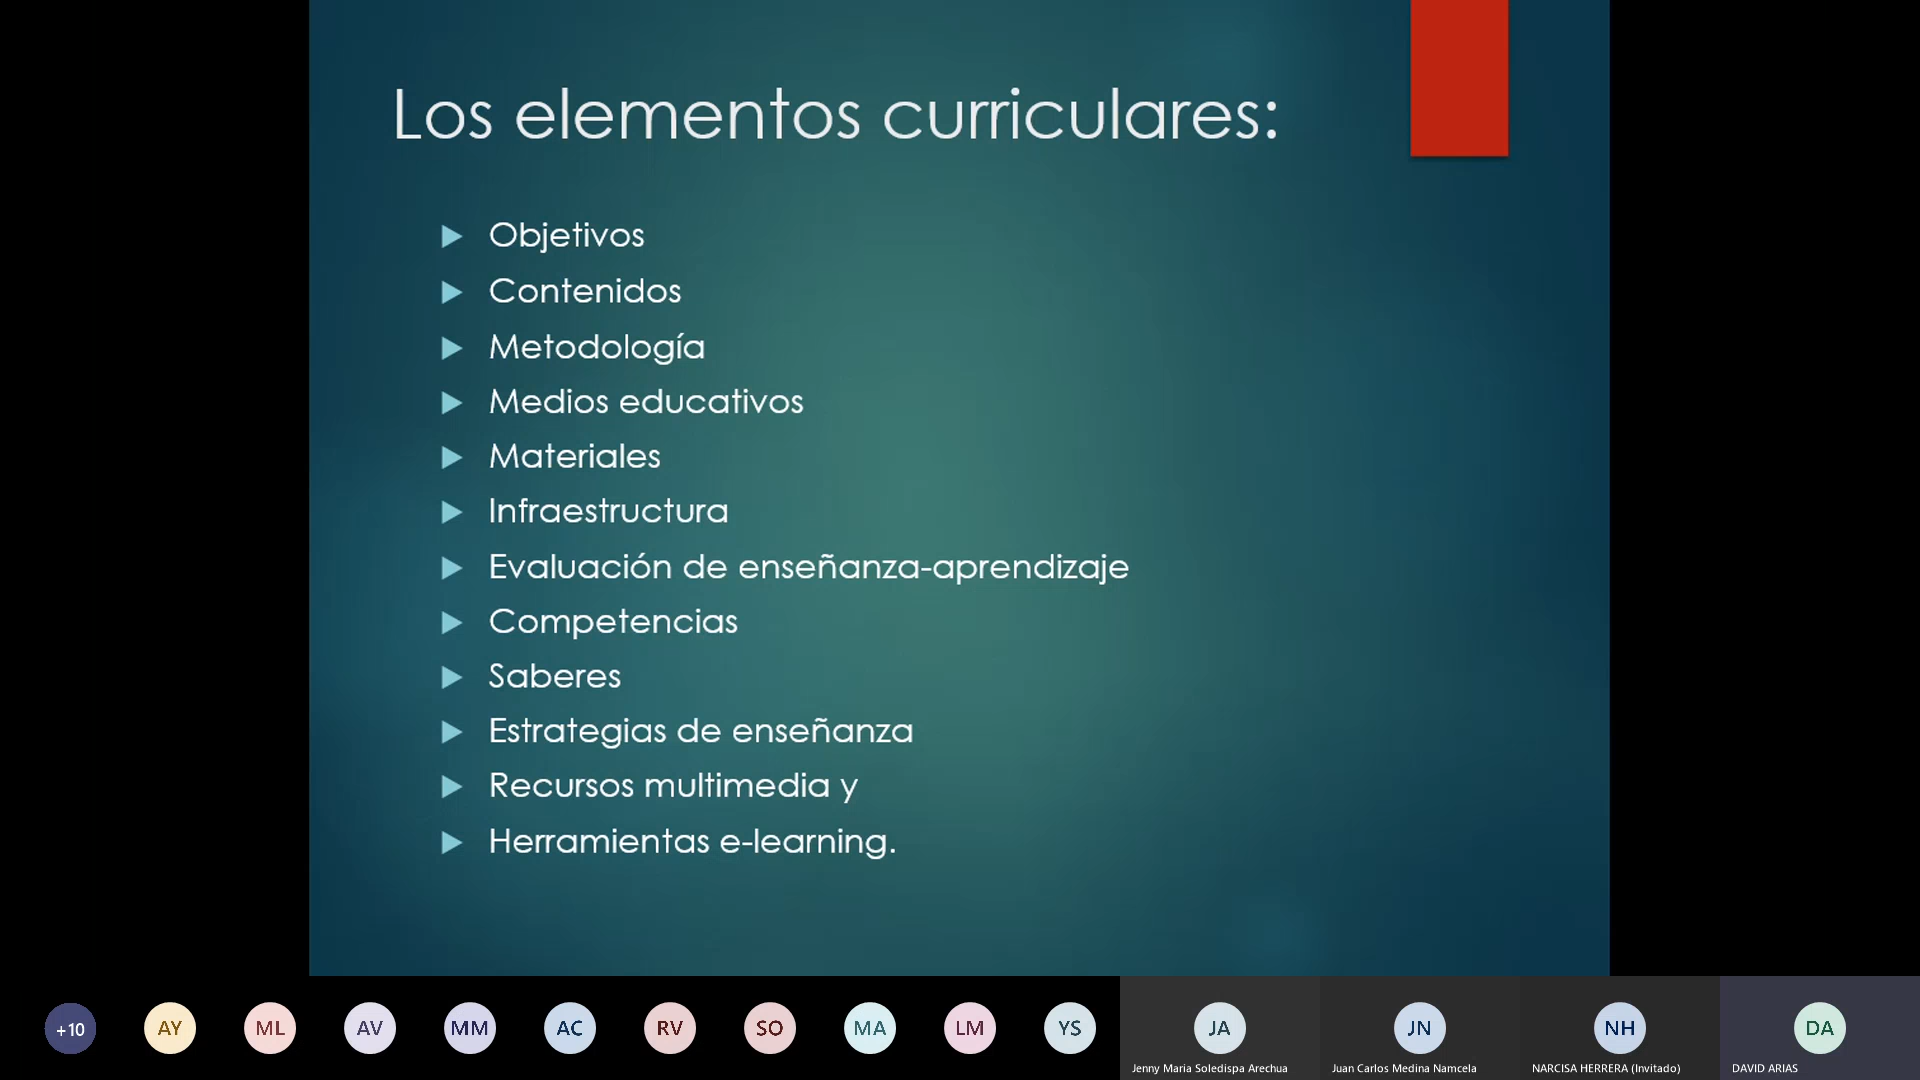 Los elementos curriculares:
Objetivos
Contenidos
Metodología
Medios educativos
Materiales
Infraestructura
Evaluación de enseñanza-aprendizaje
Competencias
Saberes
Estrategias de enseñanza
Recursos multimedia y
Herramientas e-learning.
+10 AY ML AV MM AC RV SO MA LM YS JA JN NH DA
Jenny Maria Soledispa Arechua Juan Carlos Medina Namcela NARCISA HERRERA (Invitado) DAVID ARIAS